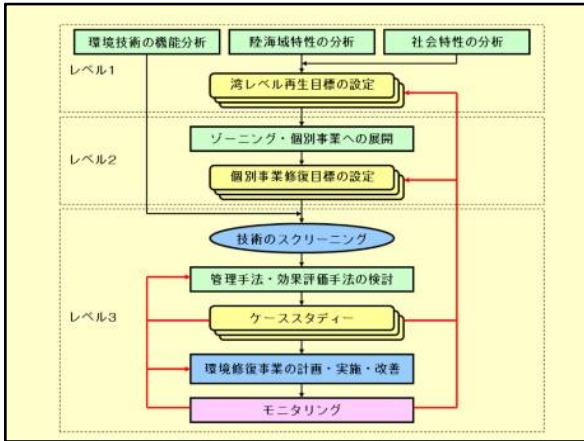 環境技術の機能分析
陸海域特性の分析
社会特性の分析
レベル1
湾レベル再生目標の設定
ゾーニング・個別事業への展開
レベル2
個別事業修復目標の設定
技術のスクリーニング
管理手法・効果評価手法の検討
レベル3
ケーススタディー
環境修復事業の計画・実施・改善
モニタリング